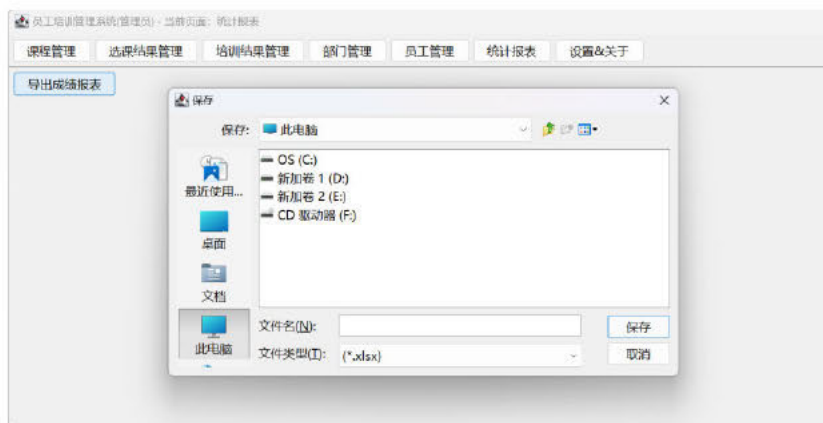 员工培训管理系统(管理员) - 当前页面：统计报表
课程管理 选课结果管理 培训结果管理 部门管理 员工管理 统计报表 设置&关于
导出成绩报表
保存
保存: 此电脑
最近使用...
桌面
文档
此电脑
OS (C:)
新加卷 1 (D:)
新加卷 2 (E:)
CD 驱动器 (F:)
文件名(N): 保存
文件类型(T): (*.xlsx) 取消